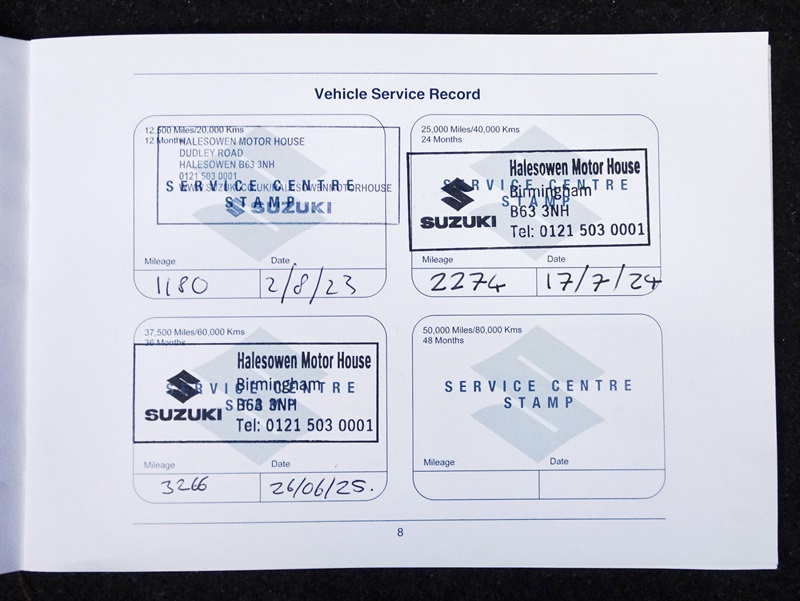 Vehicle Service Record
12,500 Miles/20,000 Kms
12 Months
HALESOWEN MOTOR HOUSE
DUDLEY ROAD
HALESOWEN B63 3NH
0121 503 0001
WWW.SUZUKI.CO.UK/HALESOWENMOTORHOUSE
SERVICE CENTRE
STAMP
SUZUKI
Mileage Date
1180 2/8/23
25,000 Miles/40,000 Kms
24 Months
Halesowen Motor House
SERVICE CENTRE
Birmingham
STAMP
B63 3NH
SUZUKI
Tel: 0121 503 0001
Mileage Date
2274 17/7/24
37,500 Miles/60,000 Kms
36 Months
Halesowen Motor House
SERVICE CENTRE
Birmingham
STAMP
B63 3NH
SUZUKI
Tel: 0121 503 0001
Mileage Date
3266 26/06/25.
50,000 Miles/80,000 Kms
48 Months
SERVICE CENTRE
STAMP
Mileage Date
8